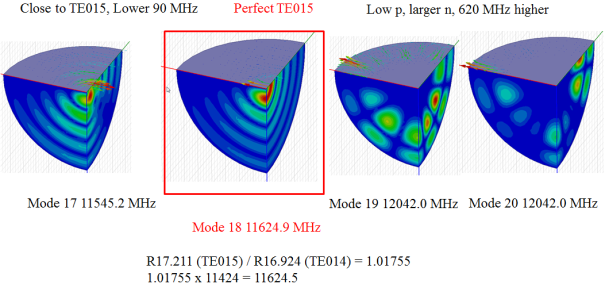 Close to TE015, Lower 90 MHz
Perfect TE015
Low p, larger n, 620 MHz higher
Mode 17 11545.2 MHz
Mode 18 11624.9 MHz
Mode 19 12042.0 MHz
Mode 20 12042.0 MHz
R17.211 (TE015) / R16.924 (TE014) = 1.01755
1.01755 x 11424 = 11624.5